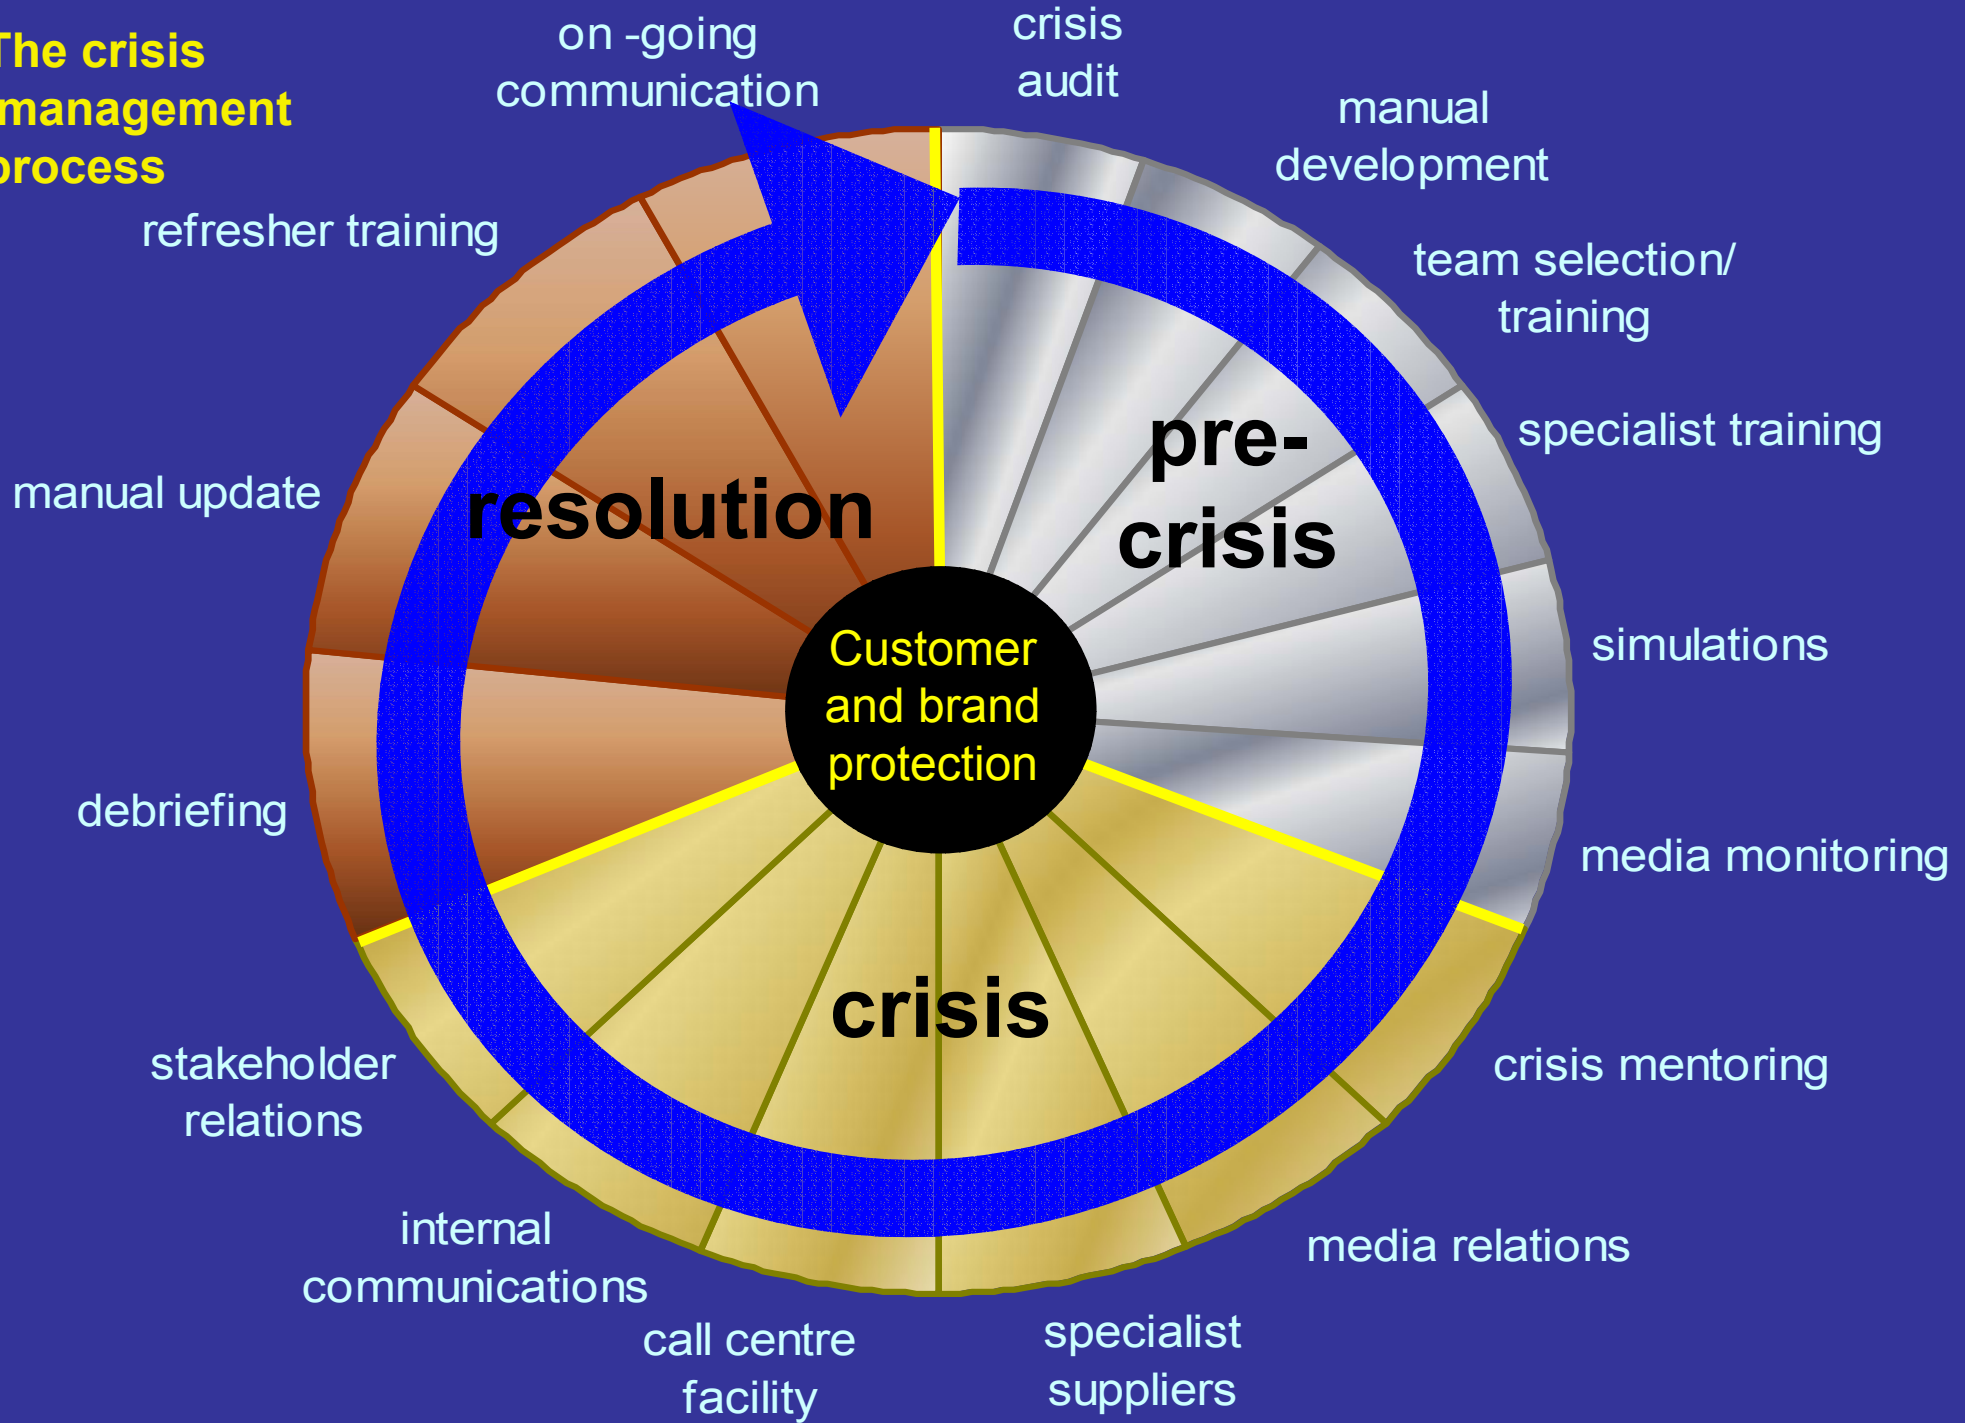 The crisis
management
process
on -going
communication
crisis
audit
manual
development
team selection/
training
specialist training
simulations
media monitoring
crisis mentoring
media relations
specialist
suppliers
call centre
facility
internal
communications
stakeholder
relations
debriefing
manual update
refresher training
resolution
pre-
crisis
crisis
Customer
and brand
protection